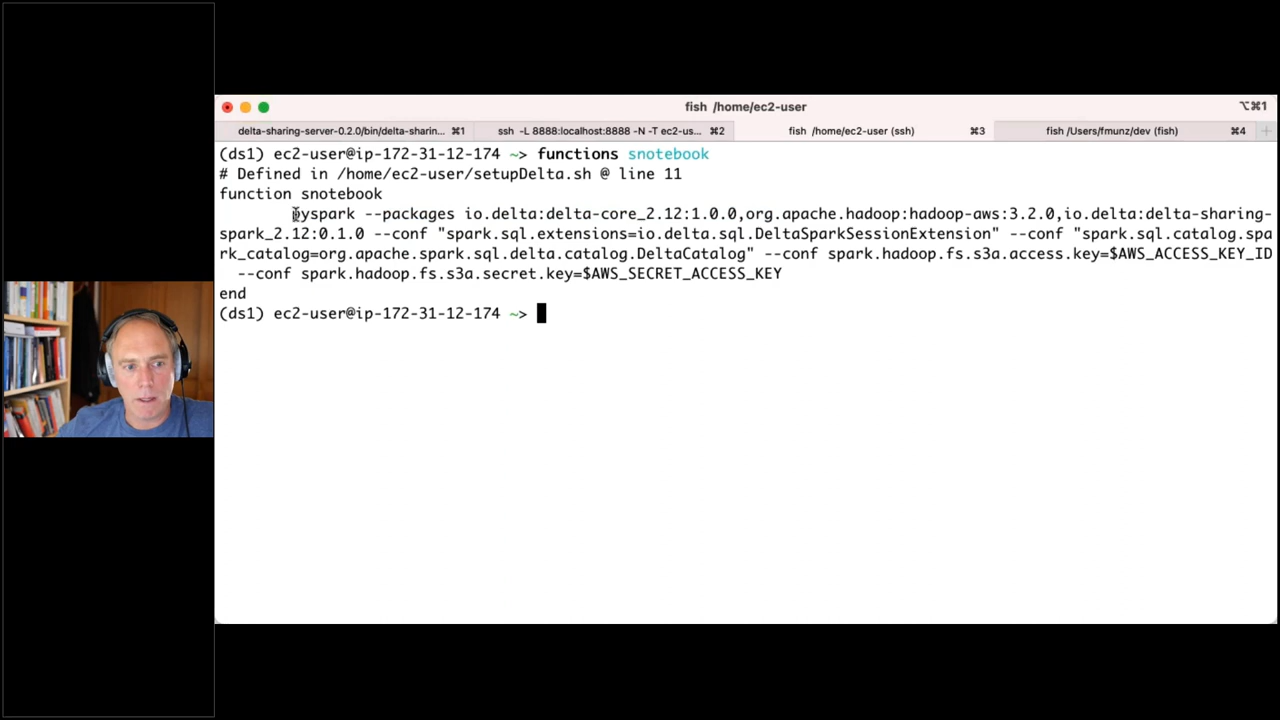 fish /home/ec2-user
⌥⌘1
delta-sharing-server-0.2.0/bin/delta-sharin... ⌘1
ssh -L 8888:localhost:8888 -N -T ec2-us... ⌘2
fish /home/ec2-user (ssh) ⌘3
fish /Users/fmunz/dev (fish) ⌘4
(ds1) ec2-user@ip-172-31-12-174 ~> functions snotebook
# Defined in /home/ec2-user/setupDelta.sh @ line 11
function snotebook
pyspark --packages io.delta:delta-core_2.12:1.0.0,org.apache.hadoop:hadoop-aws:3.2.0,io.delta:delta-sharing-
spark_2.12:0.1.0 --conf "spark.sql.extensions=io.delta.sql.DeltaSparkSessionExtension" --conf "spark.sql.catalog.spa
rk_catalog=org.apache.spark.sql.delta.catalog.DeltaCatalog" --conf spark.hadoop.fs.s3a.access.key=$AWS_ACCESS_KEY_ID
--conf spark.hadoop.fs.s3a.secret.key=$AWS_SECRET_ACCESS_KEY
end
(ds1) ec2-user@ip-172-31-12-174 ~>